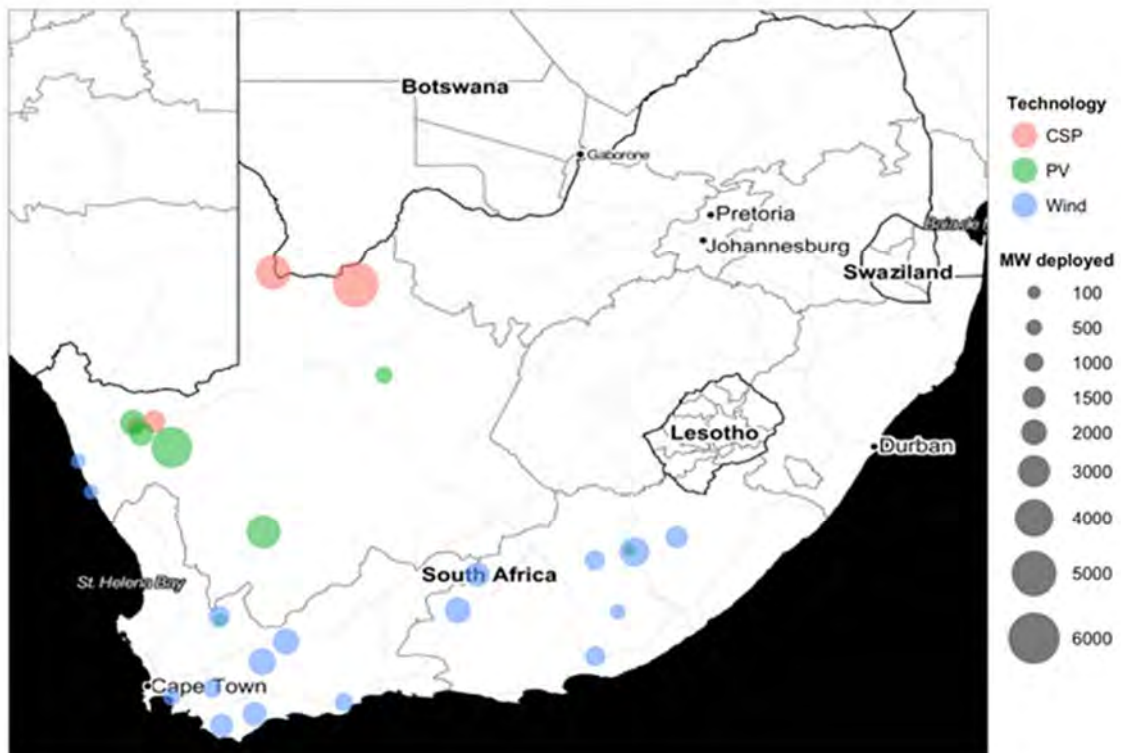 Botswana
Gaborone
Pretoria
Johannesburg
Swaziland
Lesotho
Durban
St. Helena Bay
South Africa
Cape Town
Technology
CSP
PV
Wind
MW deployed
100
500
1000
1500
2000
3000
4000
5000
6000